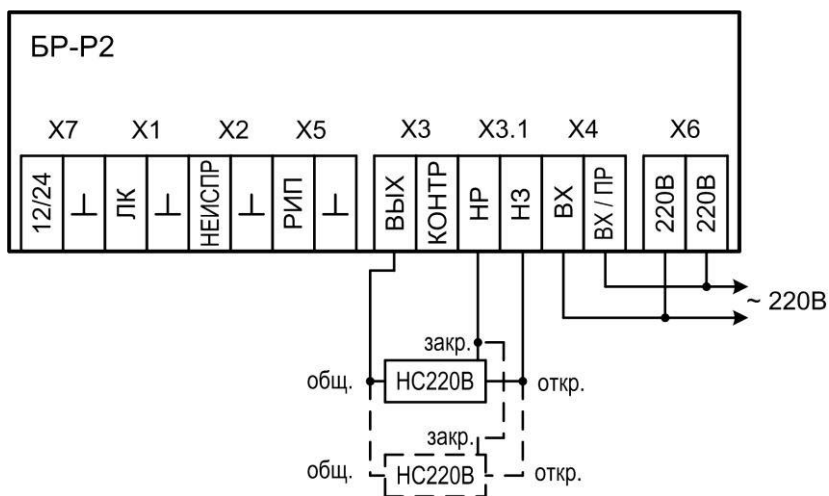 БР-Р2
X7 X1 X2 X5 X3 X3.1 X4 X6
12/24 ⊥ ЛК ⊥ НЕИСПР ⊥ РИП ⊥ ВЫХ КОНТР НР НЗ ВХ ВХ / ПР 220В 220В
~ 220В
закр.
общ. НС220В откр.
закр.
общ. НС220В откр.